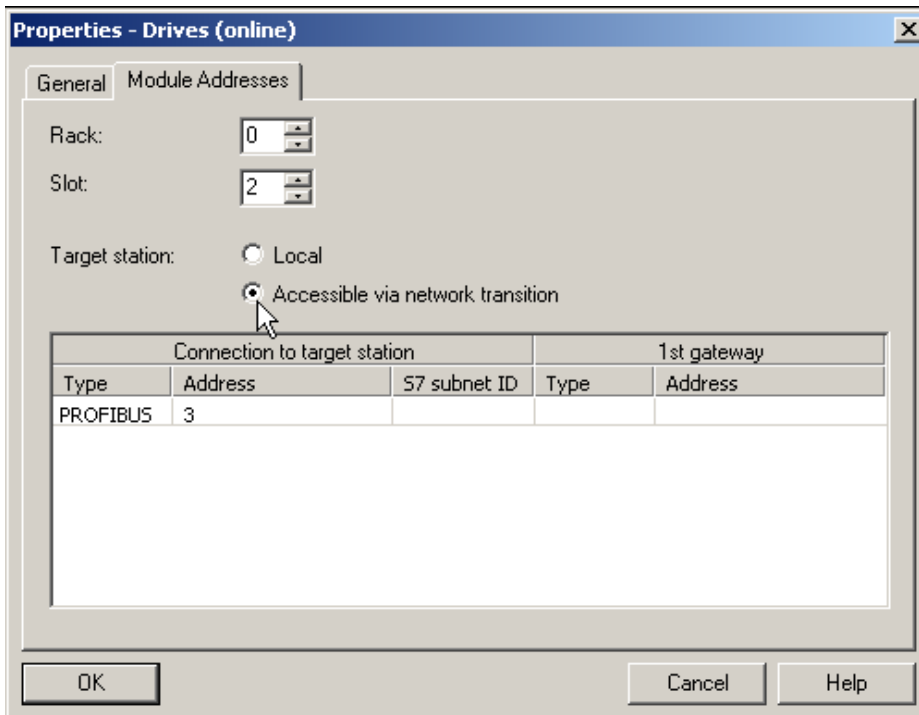 Properties - Drives (online)
General Module Addresses
Rack: 0
Slot: 2
Target station: Local
Accessible via network transition
Connection to target station 1st gateway
Type Address S7 subnet ID Type Address
PROFIBUS 3
OK Cancel Help